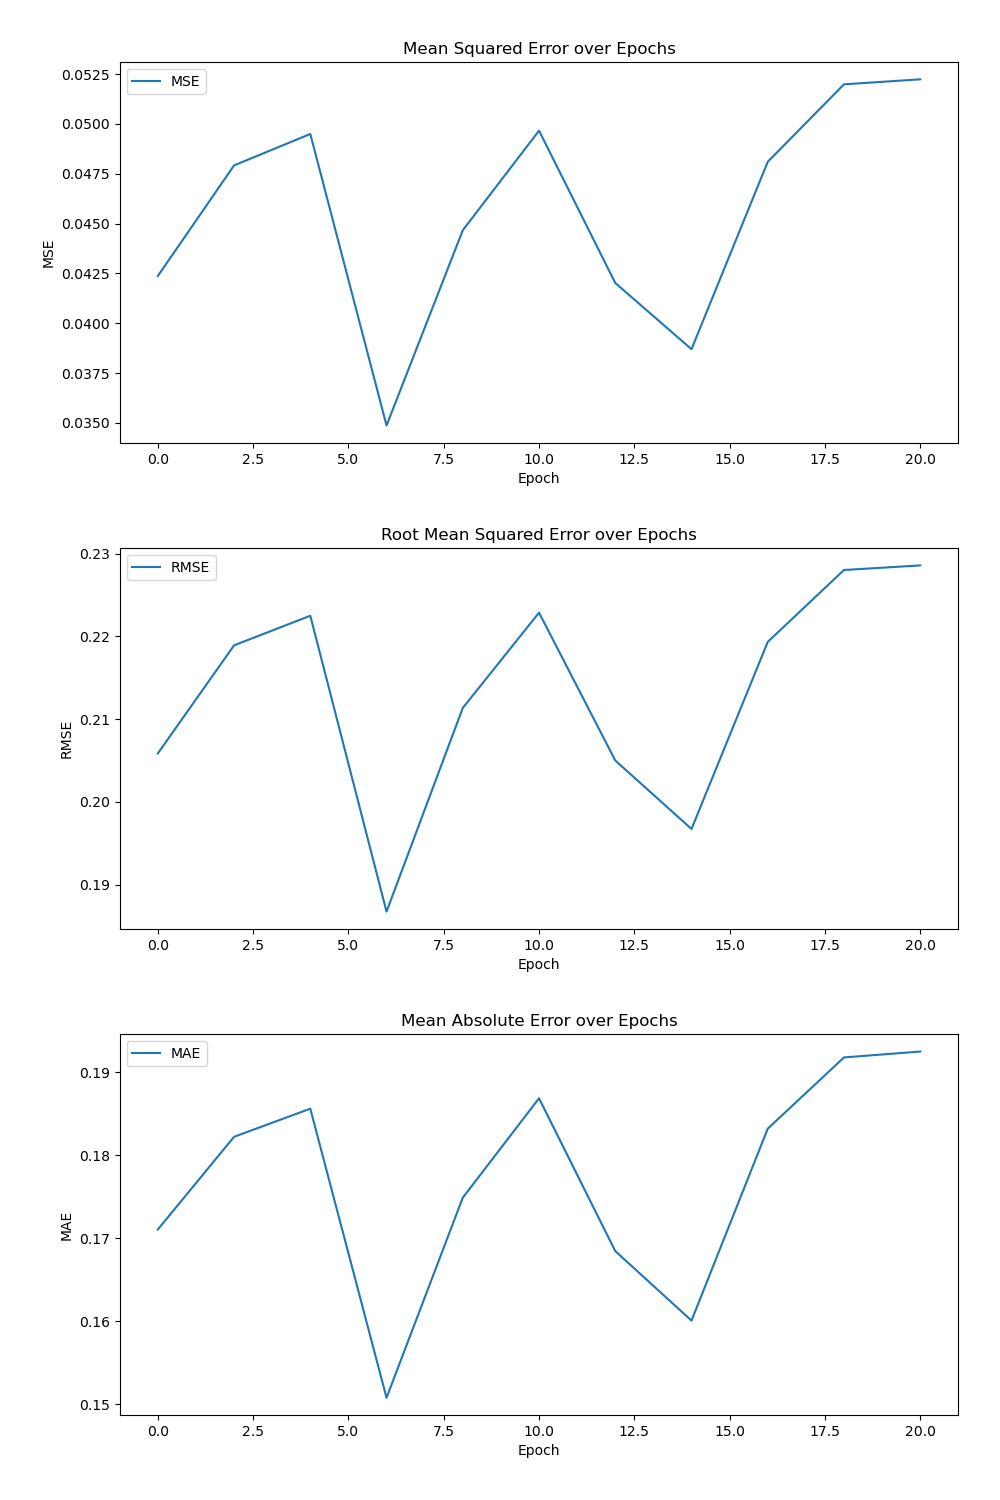 Mean Squared Error over Epochs
MSE
0.0525
0.0500
0.0475
0.0450
0.0425
0.0400
0.0375
0.0350
MSE
0.0 2.5 5.0 7.5 10.0 12.5 15.0 17.5 20.0
Epoch
Root Mean Squared Error over Epochs
RMSE
0.23
0.22
0.21
0.20
0.19
RMSE
0.0 2.5 5.0 7.5 10.0 12.5 15.0 17.5 20.0
Epoch
Mean Absolute Error over Epochs
MAE
0.19
0.18
0.17
0.16
0.15
MAE
0.0 2.5 5.0 7.5 10.0 12.5 15.0 17.5 20.0
Epoch